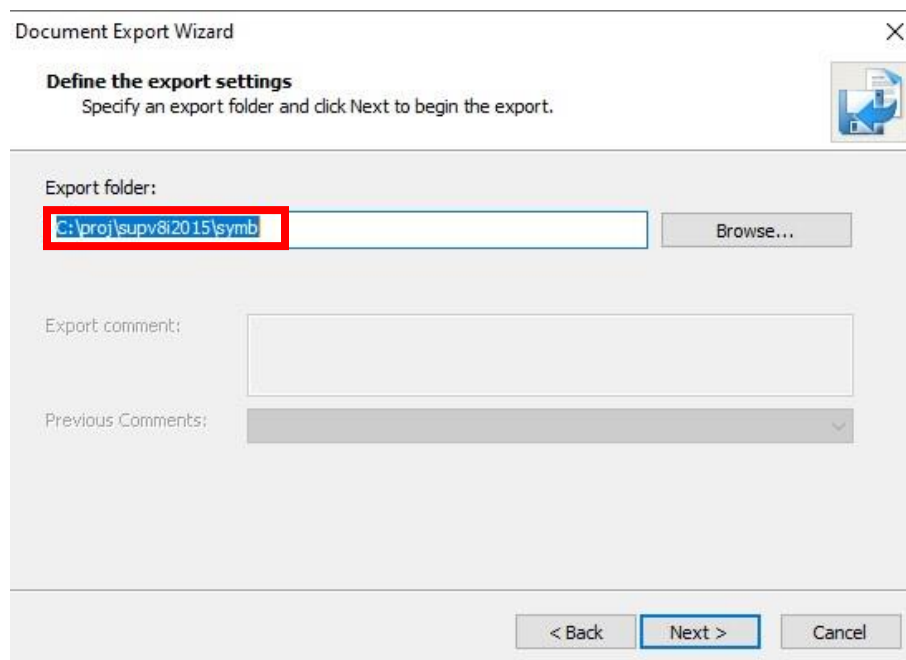 Document Export Wizard
Define the export settings
Specify an export folder and click Next to begin the export.
Export folder:
C:\proj\supv8i2015\symb
Browse...
Export comment:
Previous Comments:
< Back
Next >
Cancel